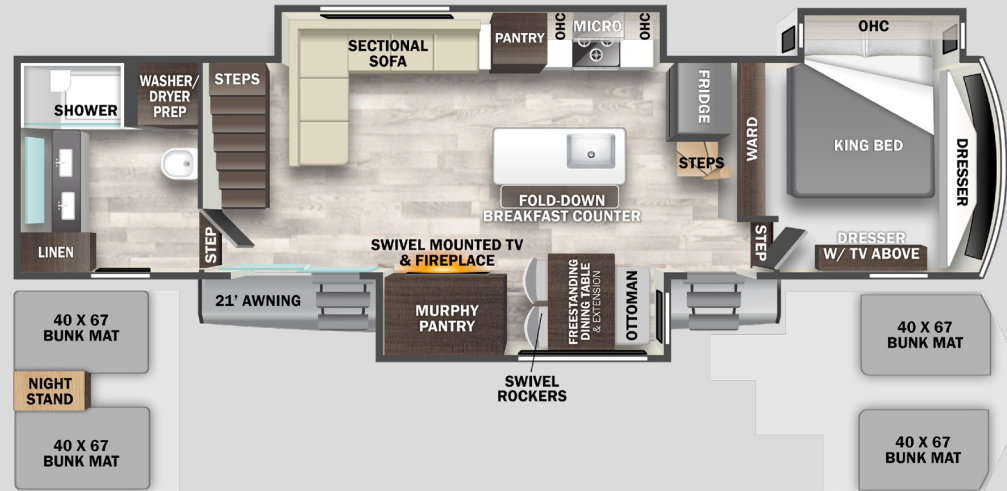 OHC
MICRO
OHC
OHC
PANTRY
SECTIONAL
SOFA
STEPS
WASHER/
DRYER
PREP
SHOWER
FRIDGE
WARD
KING BED
DRESSER
STEPS
FOLD-DOWN
BREAKFAST COUNTER
LINEN
STEP
SWIVEL MOUNTED TV
& FIREPLACE
STEP
DRESSER
W/ TV ABOVE
21' AWNING
MURPHY
PANTRY
FREESTANDING
DINING TABLE
& EXTENSION
OTTOMAN
SWIVEL
ROCKERS
40 X 67
BUNK MAT
NIGHT
STAND
40 X 67
BUNK MAT
40 X 67
BUNK MAT
40 X 67
BUNK MAT